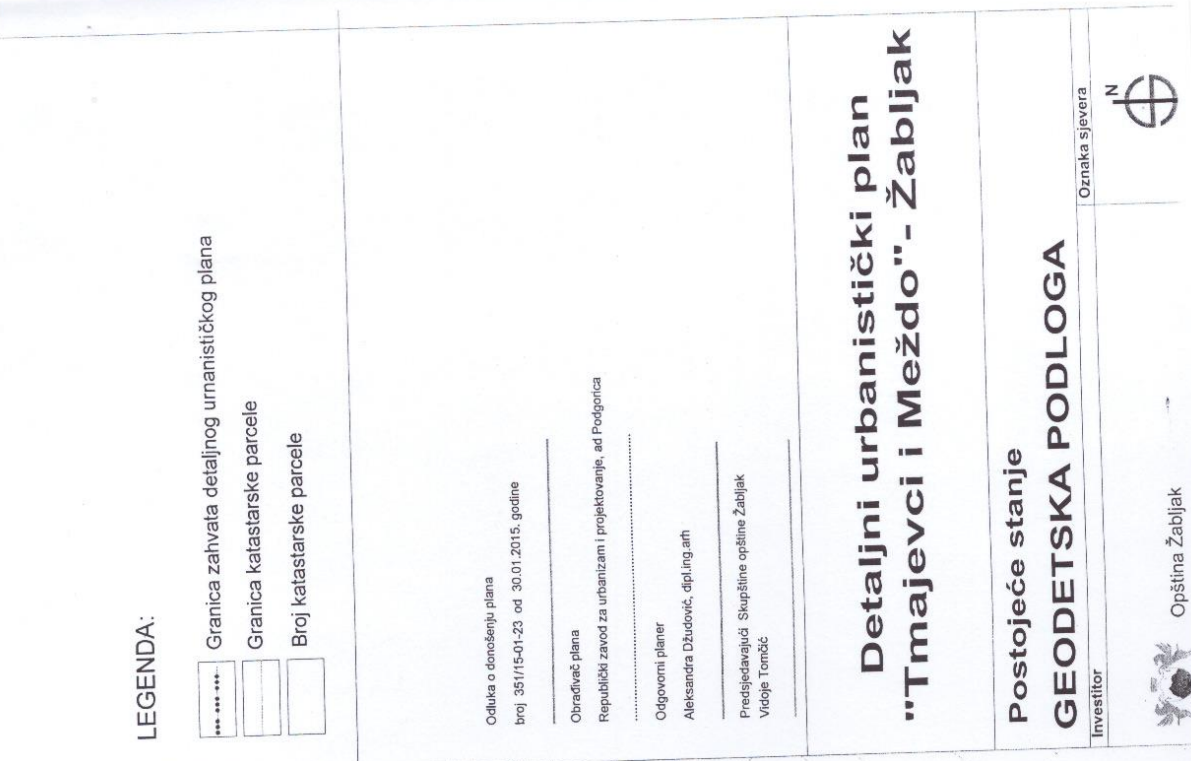 LEGENDA:
Granica zahvata detaljnog urnanističkog plana
Granica katastarske parcele
Broj katastarske parcele
Odluka o donošenju plana
broj 351/15-01-23 od 30.01.2015. godine
Obrađivač plana
Republički zavod za urbanizam i projektovanje, ad Podgorica
Odgovorni planer
Aleksandra Džudović, dipl.ing.arh
Predsjedavajući Skupštine opštine Žabljak
Vidoje Tomčić
Detaljni urbanistički plan
"Tmajevci i Meždo"- Žabljak
Postojeće stanje
GEODETSKA PODLOGA
Investitor
Oznaka sjevera
N
Opština Žabljak